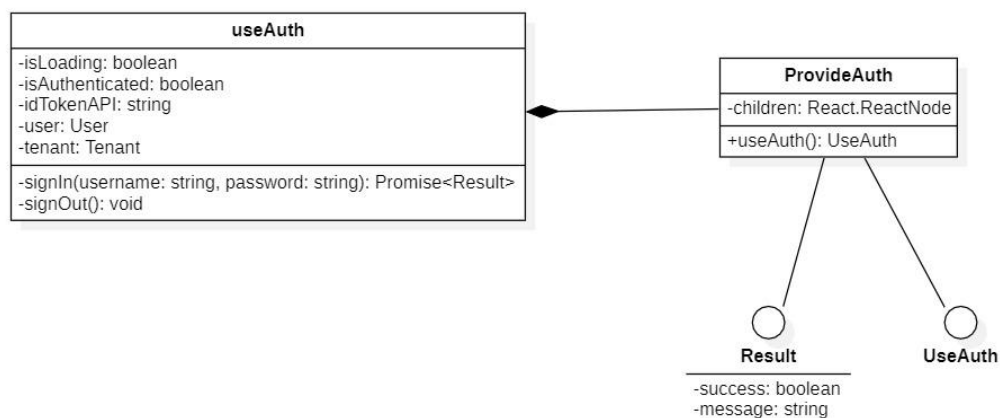 useAuth
-isLoading: boolean
-isAuthenticated: boolean
-idTokenAPI: string
-user: User
-tenant: Tenant
-signIn(username: string, password: string): Promise<Result>
-signOut(): void
ProvideAuth
-children: React.ReactNode
+useAuth(): UseAuth
Result
-success: boolean
-message: string
UseAuth